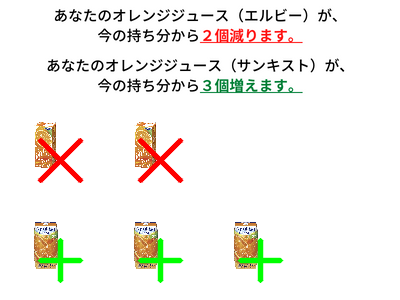 あなたのオレンジジュース（エルビー）が、
今の持ち分から２個減ります。
あなたのオレンジジュース（サンキスト）が、
今の持ち分から３個増えます。